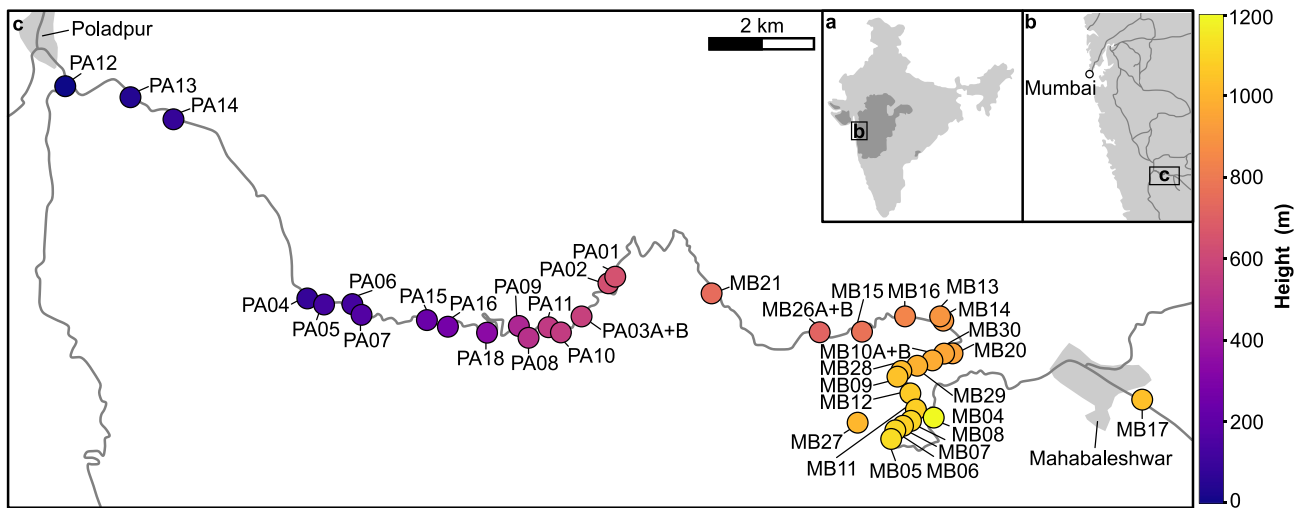 c
Poladpur
PA12
PA13
PA14
2 km
a
b
b
Mumbai
c
1200
1000
800
600
400
200
0
Height (m)
PA04
PA05
PA06
PA07
PA15
PA16
PA18
PA09
PA08
PA11
PA10
PA02
PA01
PA03A+B
MB21
MB26A+B
MB15
MB16
MB13
MB14
MB30
MB20
MB10A+B
MB28
MB09
MB12
MB29
MB04
MB08
MB07
MB06
MB05
MB11
MB27
MB17
Mahabaleshwar